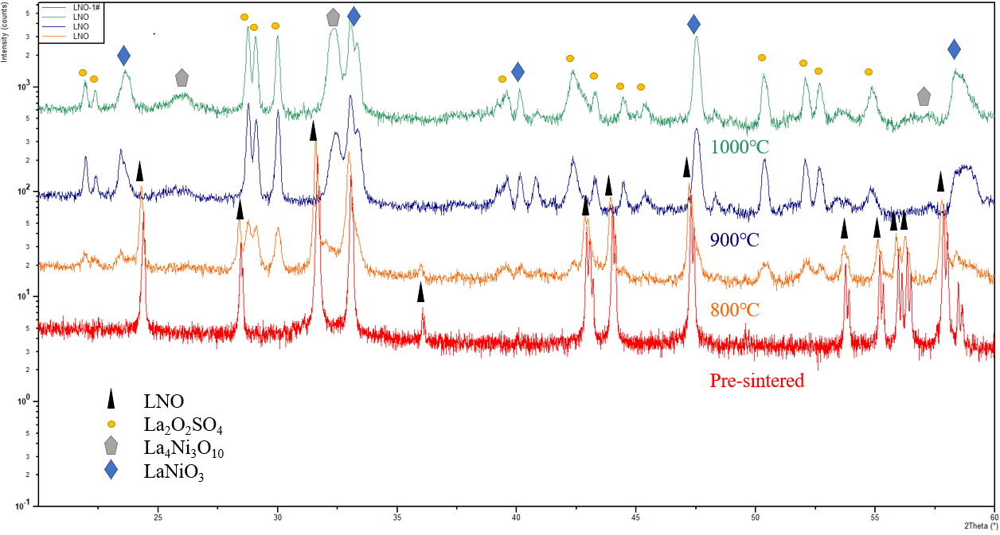 Intensity (counts)
LNO-1#
LNO
LNO
LNO
5
3
2
10³
5
3
2
10²
5
3
2
10¹
5
3
2
10⁰
5
3
2
10⁻¹
1000℃
900℃
800℃
Pre-sintered
LNO
La₂O₂SO₄
La₄Ni₃O₁₀
LaNiO₃
25 30 35 40 45 50 55 60
2Theta (°)